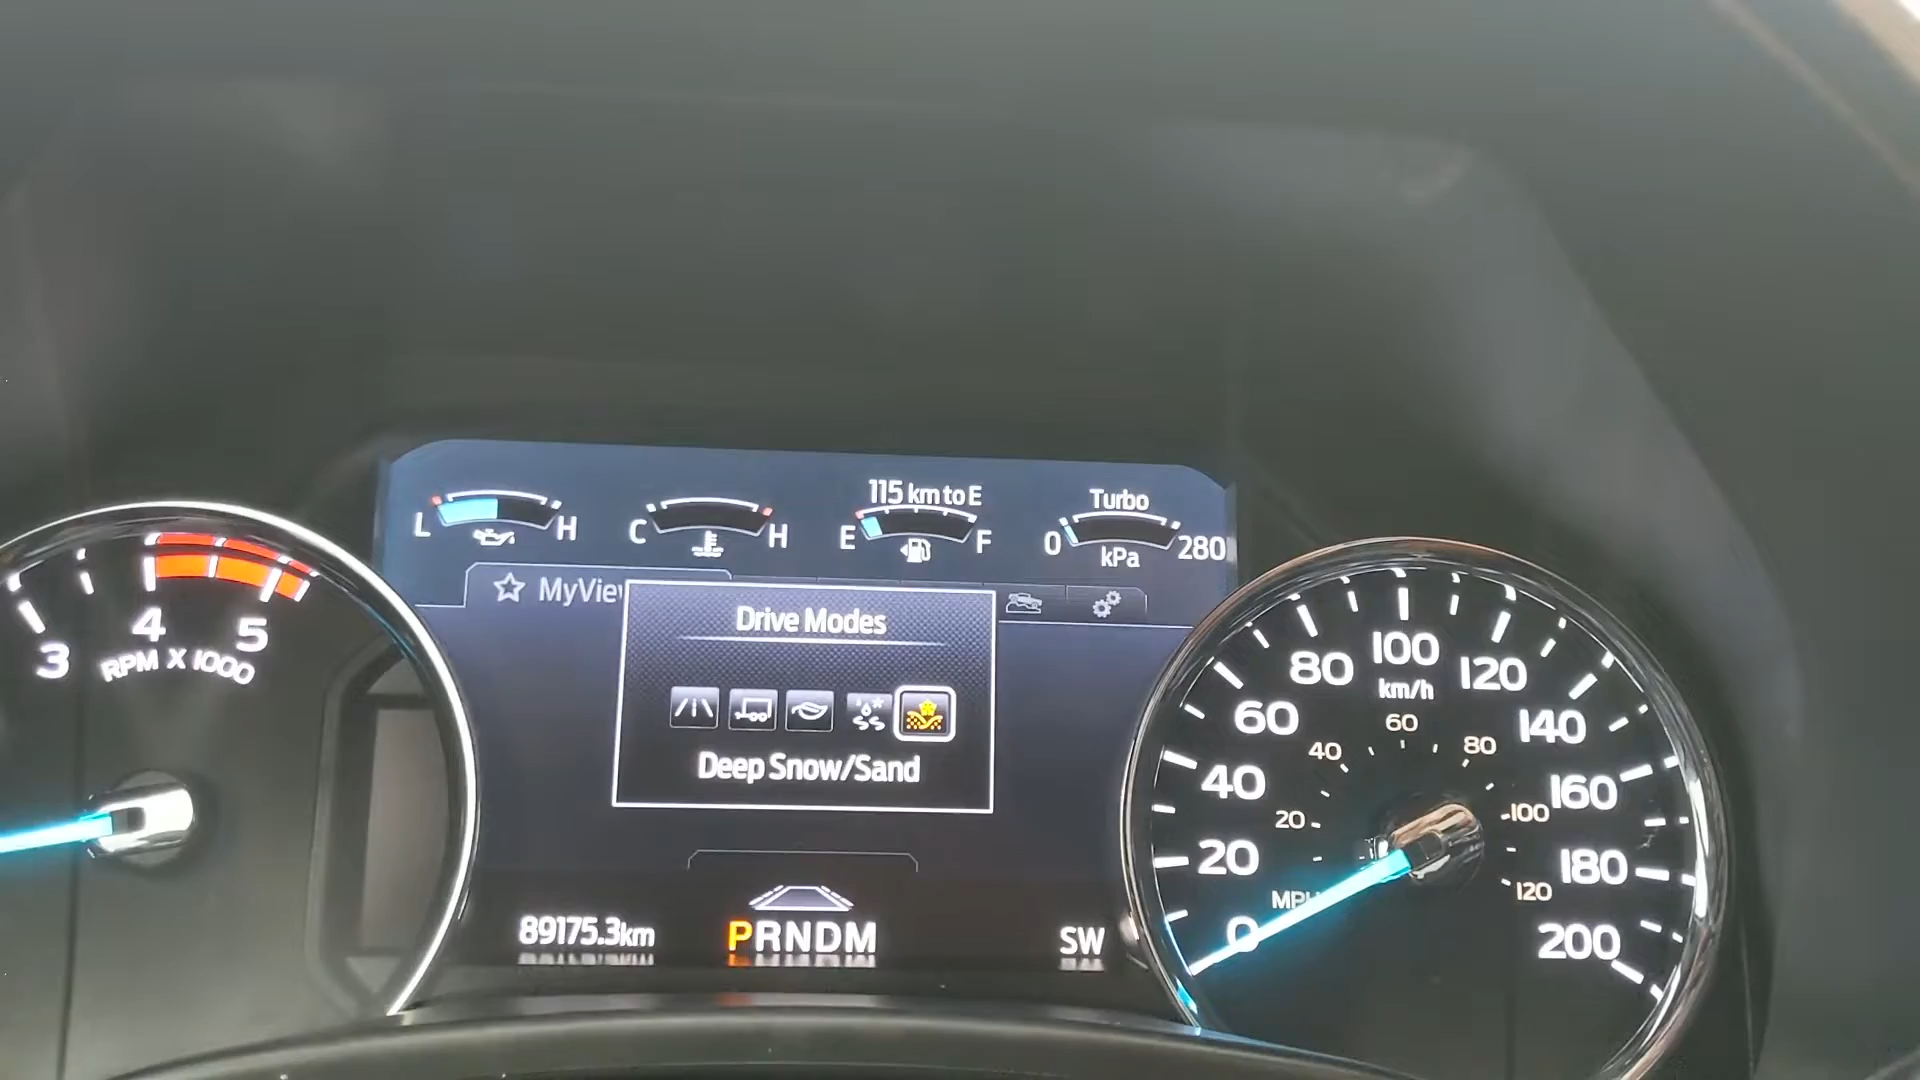 115 km to E
Turbo
L H
C H
E F
0 280
kPa
MyVie
Drive Modes
Deep Snow/Sand
3 4 5
RPM X 1000
0 20 40 60 80 100 120 140 160 180 200
km/h
20 40 60 80 100 120
MPH
89175.3km
PRNDM
SW